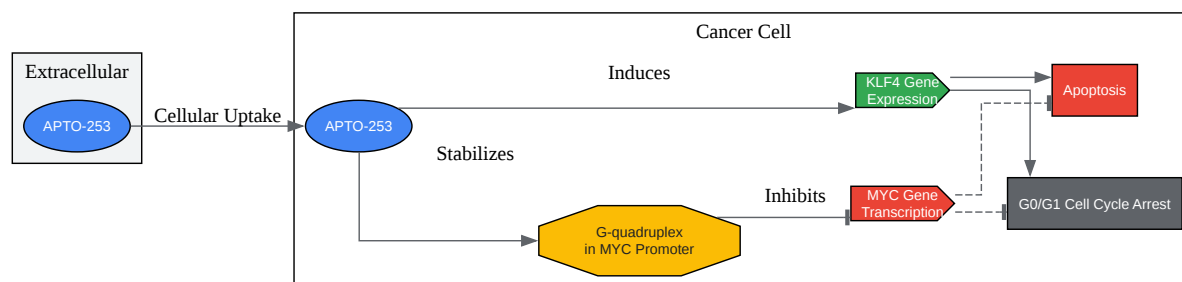 Cancer Cell
Extracellular
APTO-253
Cellular Uptake
APTO-253
Induces
KLF4 Gene
Expression
Apoptosis
Stabilizes
G-quadruplex
in MYC Promoter
Inhibits
MYC Gene
Transcription
G0/G1 Cell Cycle Arrest